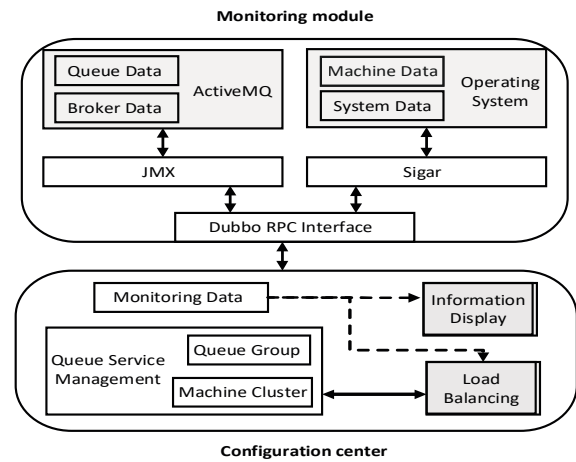 Monitoring module
Queue Data
Broker Data
ActiveMQ
Machine Data
System Data
Operating
System
JMX
Sigar
Dubbo RPC Interface
Monitoring Data
Information
Display
Queue Service
Management
Queue Group
Machine Cluster
Load
Balancing
Configuration center